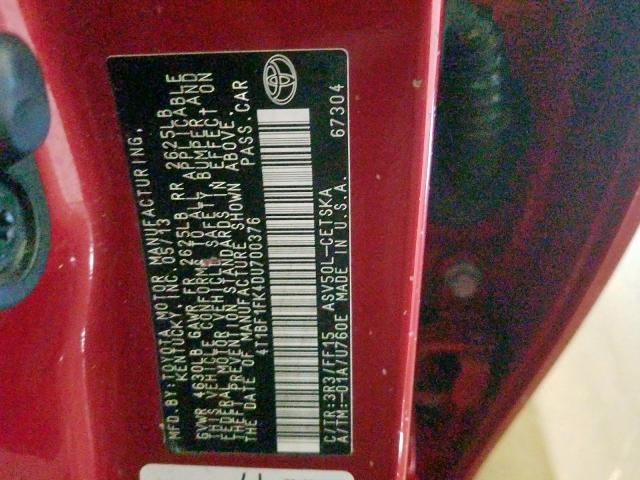 MFD.BY:TOYOTA MOTOR MANUFACTURING,
KENTUCKY, INC. 05/13
GVWR 4630LB GAWR FR 2625LB RR 2625LB
THIS VEHICLE CONFORMS TO ALL APPLICABLE
FEDERAL MOTOR VEHICLE SAFETY, BUMPER, AND
THEFT PREVENTION STANDARDS IN EFFECT ON
THE DATE OF MANUFACTURE SHOWN ABOVE.
4T1BF1FK4DU700376 PASS. CAR
C/TR:3R3/FF15 ASV50L-CETSKA
A/TM:-01A/U760E MADE IN U.S.A. 67304